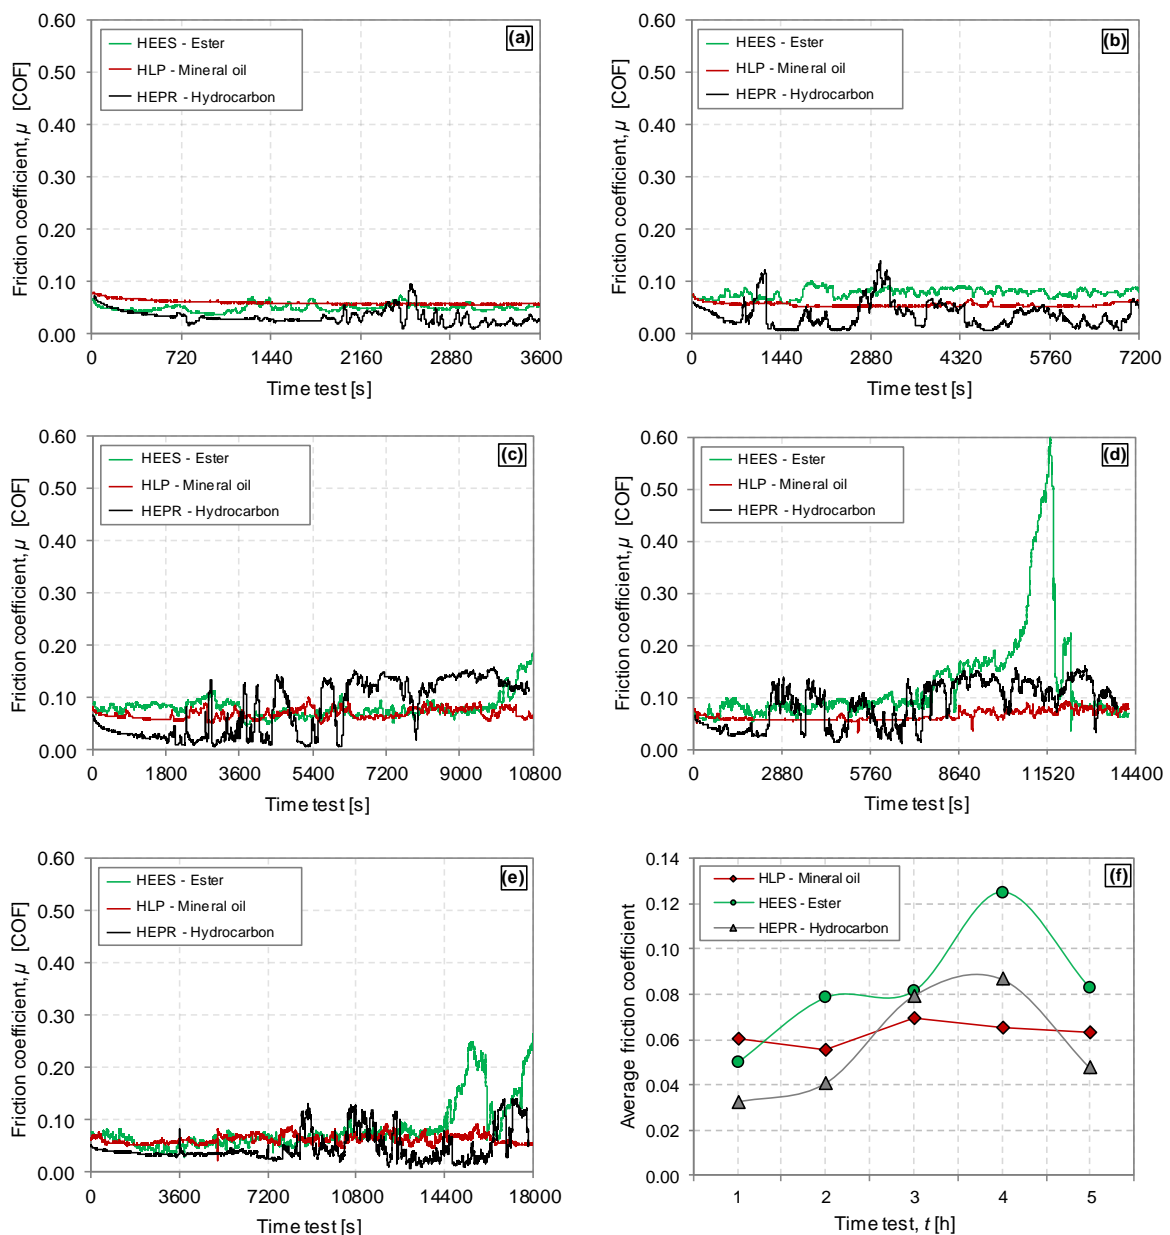 Friction coefficient, μ [COF]
0.60
0.50
0.40
0.30
0.20
0.10
0.00
HEES - Ester
HLP - Mineral oil
HEPR - Hydrocarbon
(a)
0 720 1440 2160 2880 3600
Time test [s]
Friction coefficient, μ [COF]
0.60
0.50
0.40
0.30
0.20
0.10
0.00
HEES - Ester
HLP - Mineral oil
HEPR - Hydrocarbon
(b)
0 1440 2880 4320 5760 7200
Time test [s]
Friction coefficient, μ [COF]
0.60
0.50
0.40
0.30
0.20
0.10
0.00
HEES - Ester
HLP - Mineral oil
HEPR - Hydrocarbon
(c)
0 1800 3600 5400 7200 9000 10800
Time test [s]
Friction coefficient, μ [COF]
0.60
0.50
0.40
0.30
0.20
0.10
0.00
HEES - Ester
HLP - Mineral oil
HEPR - Hydrocarbon
(d)
0 2880 5760 8640 11520 14400
Time test [s]
Friction coefficient, μ [COF]
0.60
0.50
0.40
0.30
0.20
0.10
0.00
HEES - Ester
HLP - Mineral oil
HEPR - Hydrocarbon
(e)
0 3600 7200 10800 14400 18000
Time test [s]
Average friction coefficient
0.14
0.12
0.10
0.08
0.06
0.04
0.02
0.00
HLP - Mineral oil
HEES - Ester
HEPR - Hydrocarbon
(f)
1 2 3 4 5
Time test, t [h]